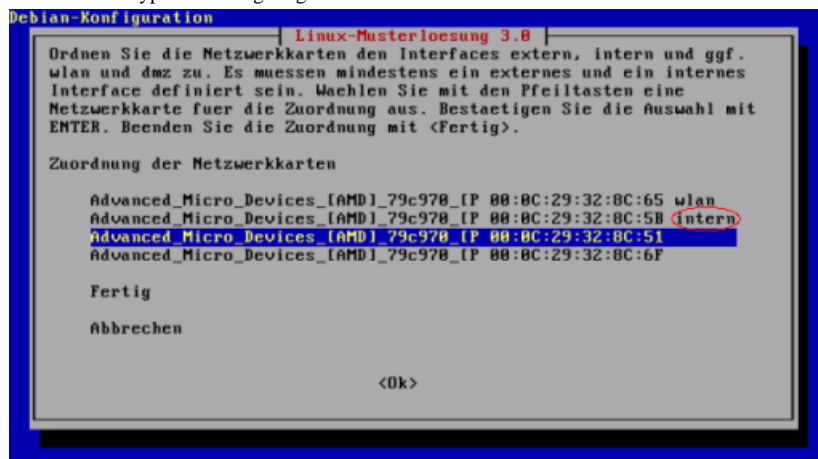 Debian-Konfiguration
Linux-Musterloesung 3.0
Ordnen Sie die Netzwerkkarten den Interfaces extern, intern und ggf.
wlan und dmz zu. Es muessen mindestens ein externes und ein internes
Interface definiert sein. Waehlen Sie mit den Pfeiltasten eine
Netzwerkkarte fuer die Zuordnung aus. Bestaetigen Sie die Auswahl mit
ENTER. Beenden Sie die Zuordnung mit <Fertig>.
Zuordnung der Netzwerkkarten
Advanced_Micro_Devices_[AMD]_79c970_[P 00:0C:29:32:8C:65 wlan
Advanced_Micro_Devices_[AMD]_79c970_[P 00:0C:29:32:8C:5B intern
Advanced_Micro_Devices_[AMD]_79c970_[P 00:0C:29:32:8C:51
Advanced_Micro_Devices_[AMD]_79c970_[P 00:0C:29:32:8C:6F
Fertig
Abbrechen
<Ok>